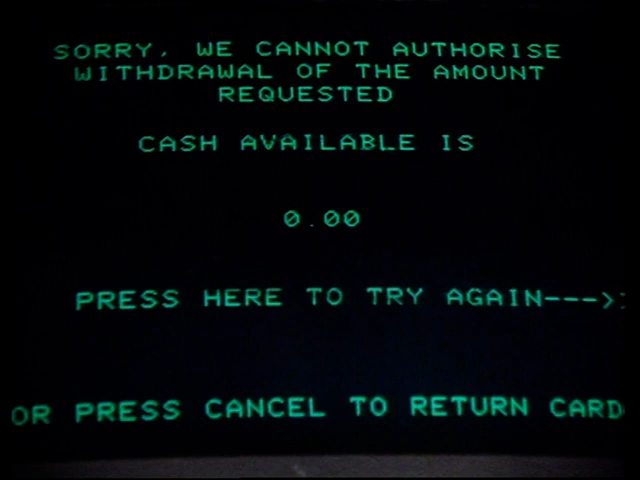 SORRY, WE CANNOT AUTHORISE
WITHDRAWAL OF THE AMOUNT
REQUESTED
CASH AVAILABLE IS
0.00
PRESS HERE TO TRY AGAIN--->
OR PRESS CANCEL TO RETURN CARD